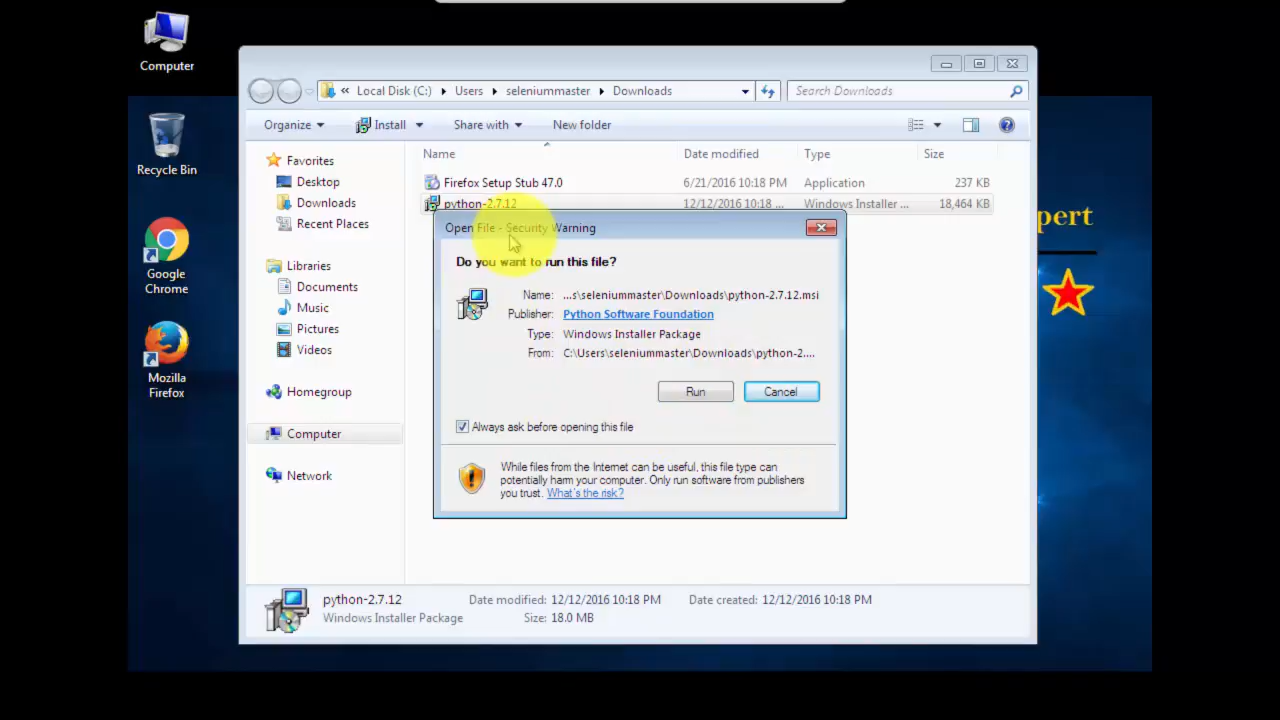 Computer
Recycle Bin
Google
Chrome
Mozilla
Firefox
« Local Disk (C:) Users seleniummaster Downloads
Search Downloads
Organize Install Share with New folder
Favorites
Desktop
Downloads
Recent Places
Libraries
Documents
Music
Pictures
Videos
Homegroup
Computer
Network
Name Date modified Type Size
Firefox Setup Stub 47.0 6/21/2016 10:18 PM Application 237 KB
python-2.7.12 12/12/2016 10:18 ... Windows Installer ... 18,464 KB
Open File - Security Warning
Do you want to run this file?
Name: ...s\seleniummaster\Downloads\python-2.7.12.msi
Publisher: Python Software Foundation
Type: Windows Installer Package
From: C:\Users\seleniummaster\Downloads\python-2....
Run Cancel
Always ask before opening this file
While files from the Internet can be useful, this file type can
potentially harm your computer. Only run software from publishers
you trust. What's the risk?
python-2.7.12 Date modified: 12/12/2016 10:18 PM Date created: 12/12/2016 10:18 PM
Windows Installer Package Size: 18.0 MB
pert